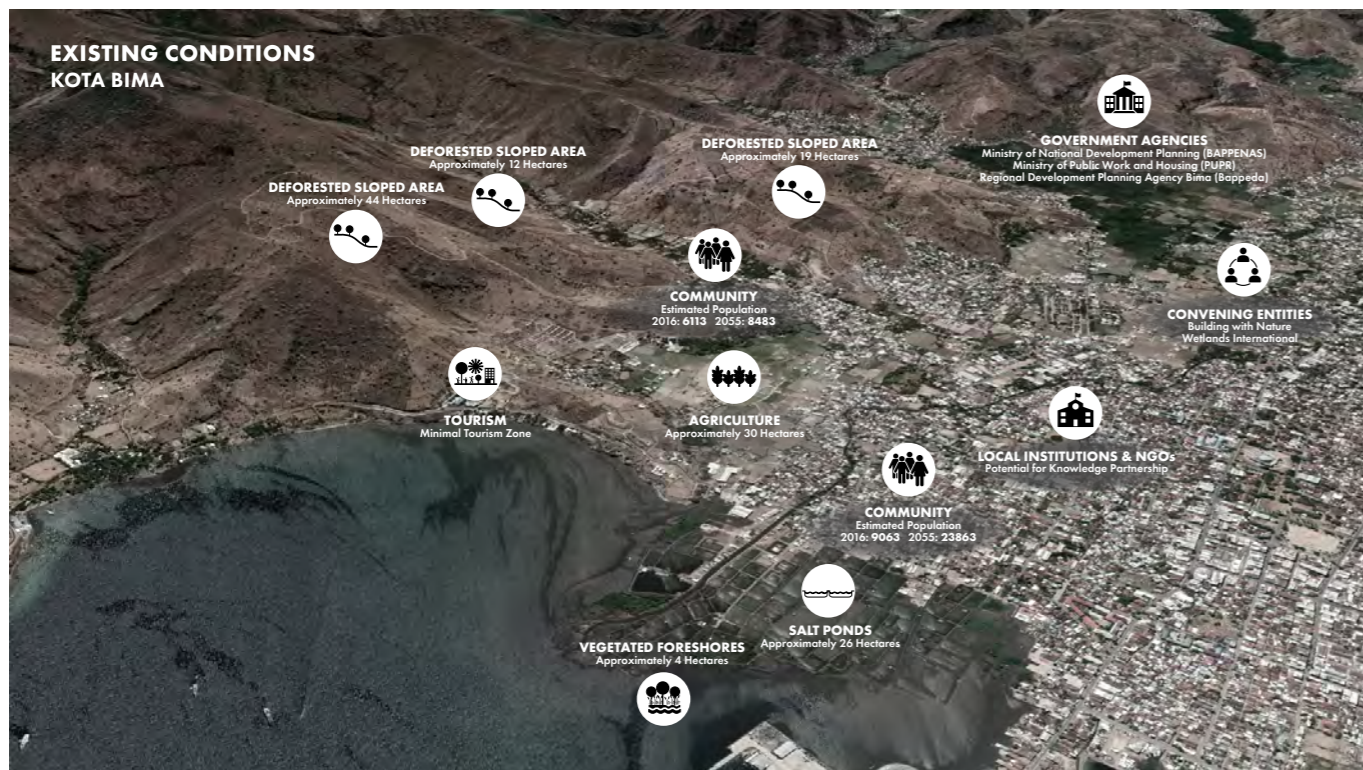 EXISTING CONDITIONS
KOTA BIMA
GOVERNMENT AGENCIES
Ministry of National Development Planning (BAPPENAS)
Ministry of Public Work and Housing (PUPR)
Regional Development Planning Agency Bima (Bappeda)
DEFORESTED SLOPED AREA
Approximately 12 Hectares
DEFORESTED SLOPED AREA
Approximately 19 Hectares
DEFORESTED SLOPED AREA
Approximately 44 Hectares
COMMUNITY
Estimated Population
2016: 6113 2055: 8483
CONVENING ENTITIES
Building with Nature
Wetlands International
TOURISM
Minimal Tourism Zone
AGRICULTURE
Approximately 30 Hectares
LOCAL INSTITUTIONS & NGOs
Potential for Knowledge Partnership
COMMUNITY
Estimated Population
2016: 9063 2055: 23863
SALT PONDS
Approximately 26 Hectares
VEGETATED FORESHORES
Approximately 4 Hectares